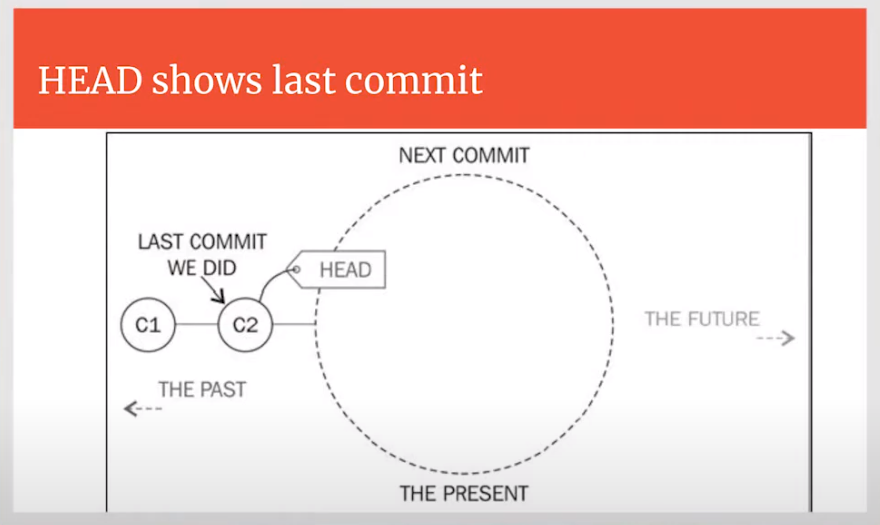 HEAD shows last commit
NEXT COMMIT
LAST COMMIT
WE DID
HEAD
C1
C2
THE FUTURE
THE PAST
THE PRESENT